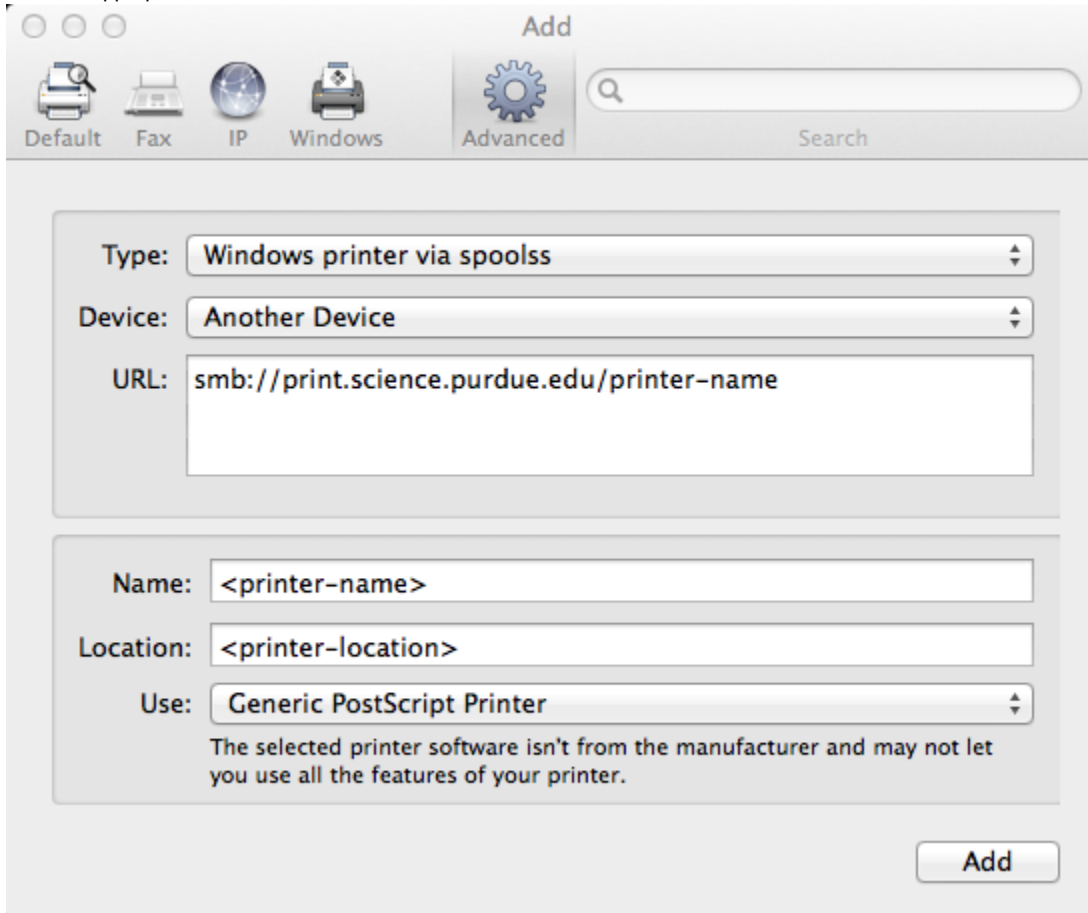 Add
Default Fax IP Windows Advanced Search
Type: Windows printer via spoolss
Device: Another Device
URL: smb://print.science.purdue.edu/printer-name
Name: <printer-name>
Location: <printer-location>
Use: Generic PostScript Printer
The selected printer software isn't from the manufacturer and may not let
you use all the features of your printer.
Add